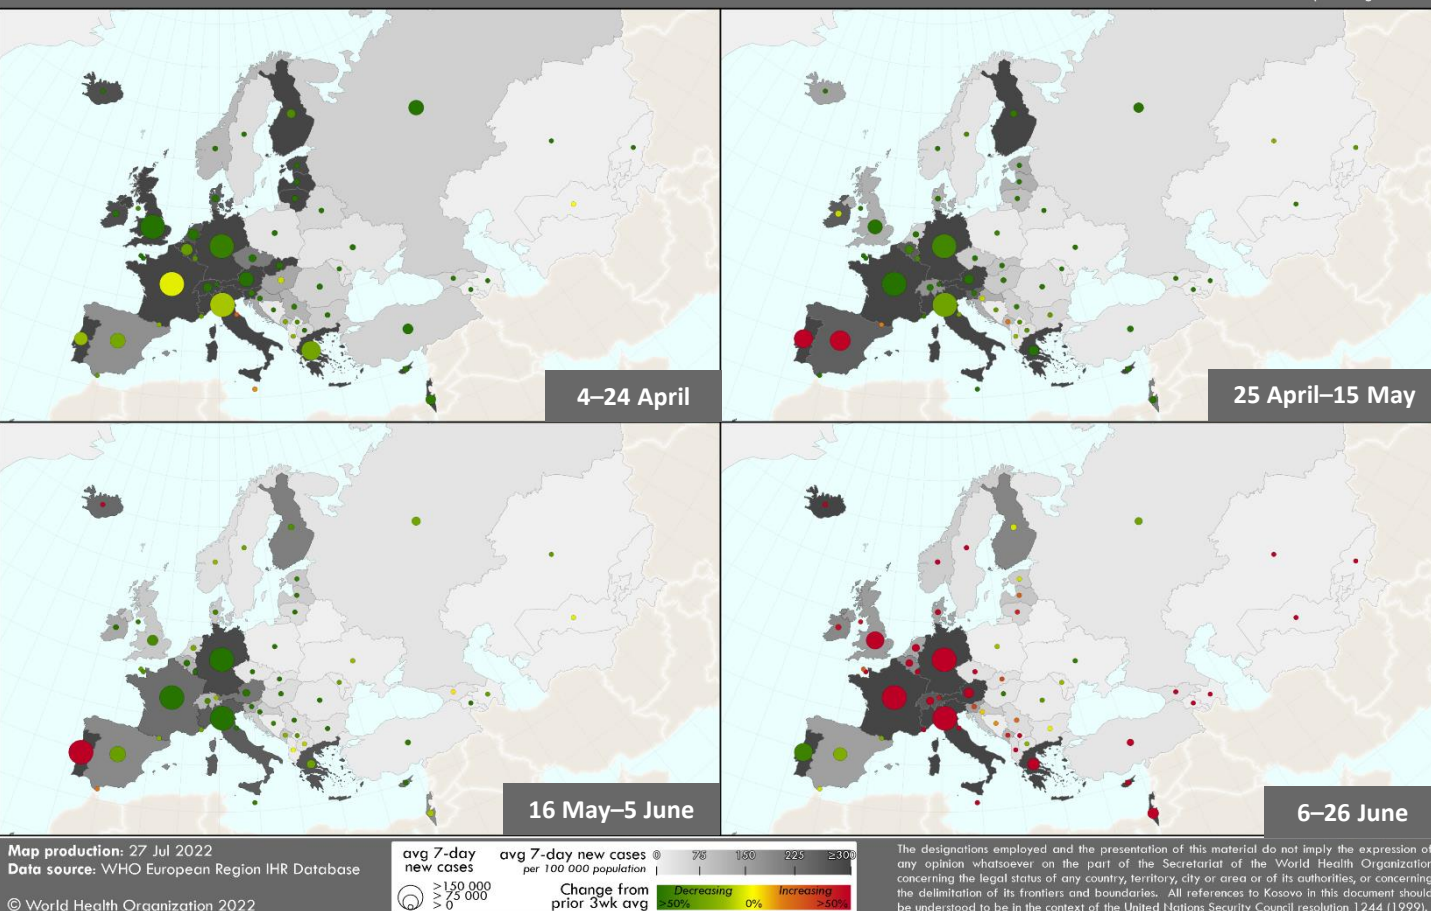 4–24 April
25 April–15 May
16 May–5 June
6–26 June
Map production: 27 Jul 2022
Data source: WHO European Region IHR Database
© World Health Organization 2022
avg 7-day
new cases
>150 000
>75 000
> 0
avg 7-day new cases
per 100 000 population
0 75 150 225 ≥300
Change from
prior 3wk avg
Decreasing Increasing
>50% 0% >50%
The designations employed and the presentation of this material do not imply the expression of
any opinion whatsoever on the part of the Secretariat of the World Health Organization
concerning the legal status of any country, territory, city or area or of its authorities, or concerning
the delimitation of its frontiers and boundaries. All references to Kosovo in this document should
be understood to be in the context of the United Nations Security Council resolution 1244 (1999).